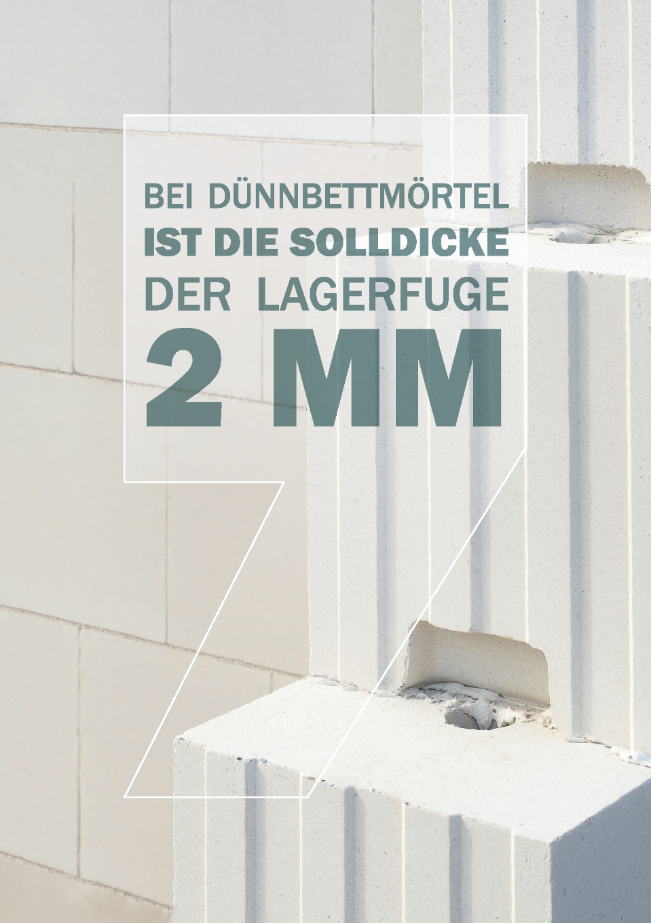 BEI DÜNNBETTMÖRTEL
IST DIE SOLLDICKE
DER LAGERFUGE
2 MM